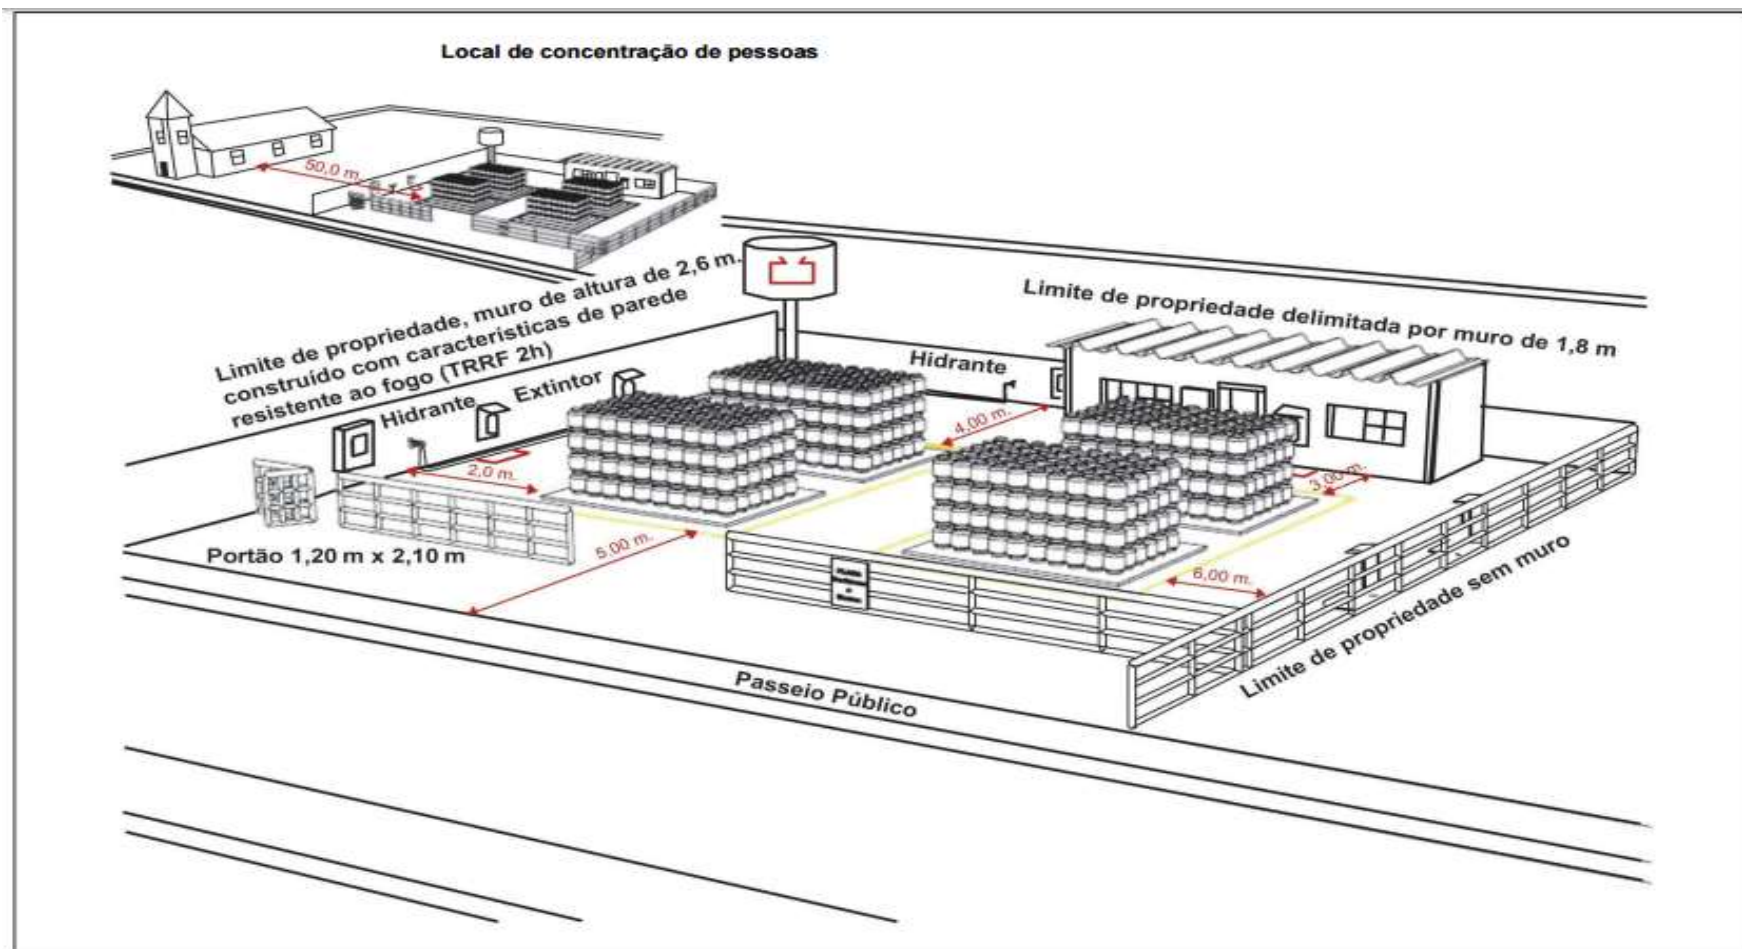 Local de concentração de pessoas
50,0 m.
Limite de propriedade, muro de altura de 2,6 m.
construído com características de parede
resistente ao fogo (TRRF 2h)
Limite de propriedade delimitada por muro de 1,8 m
Hidrante
Extintor
Hidrante
4,00 m.
2,0 m.
3,00 m.
Portão 1,20 m x 2,10 m
5,00 m.
6,00 m.
Limite de propriedade sem muro
Passeio Público